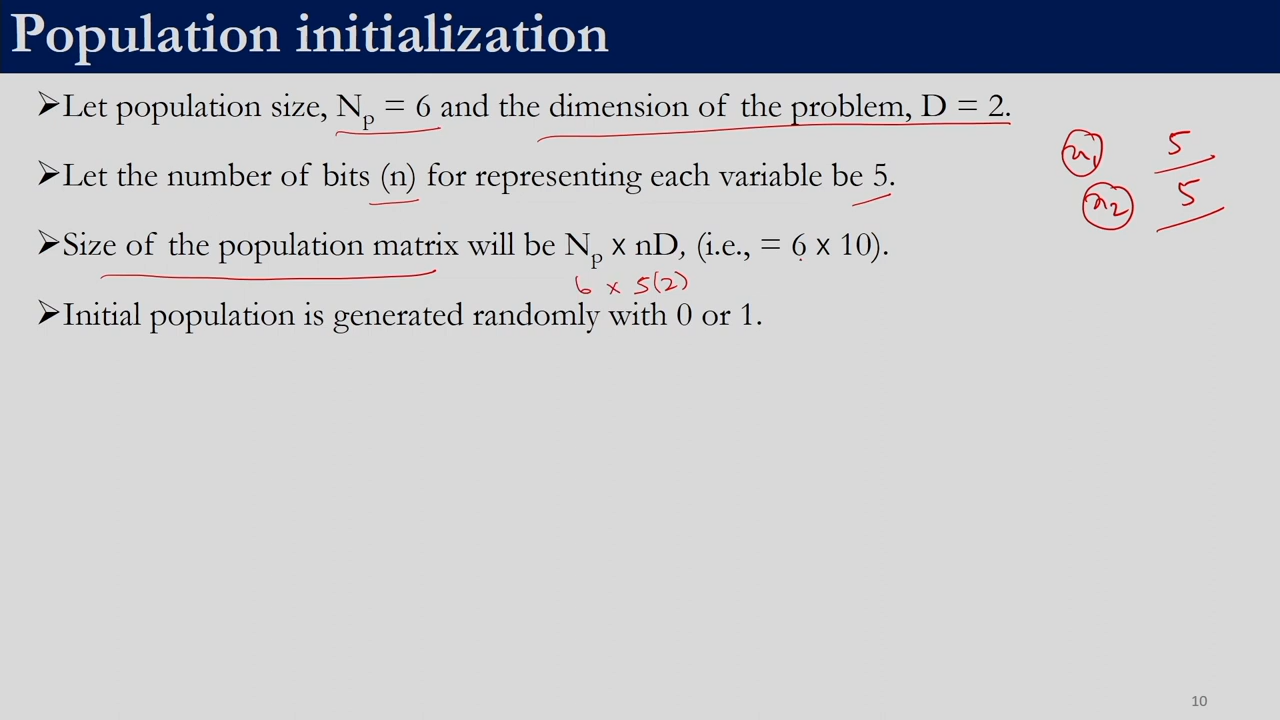 Population initialization
➢Let population size, Np = 6 and the dimension of the problem, D = 2.
x1 5
➢Let the number of bits (n) for representing each variable be 5.
x2 5
➢Size of the population matrix will be Np x nD, (i.e., = 6 x 10).
6 x 5(2)
➢Initial population is generated randomly with 0 or 1.
10